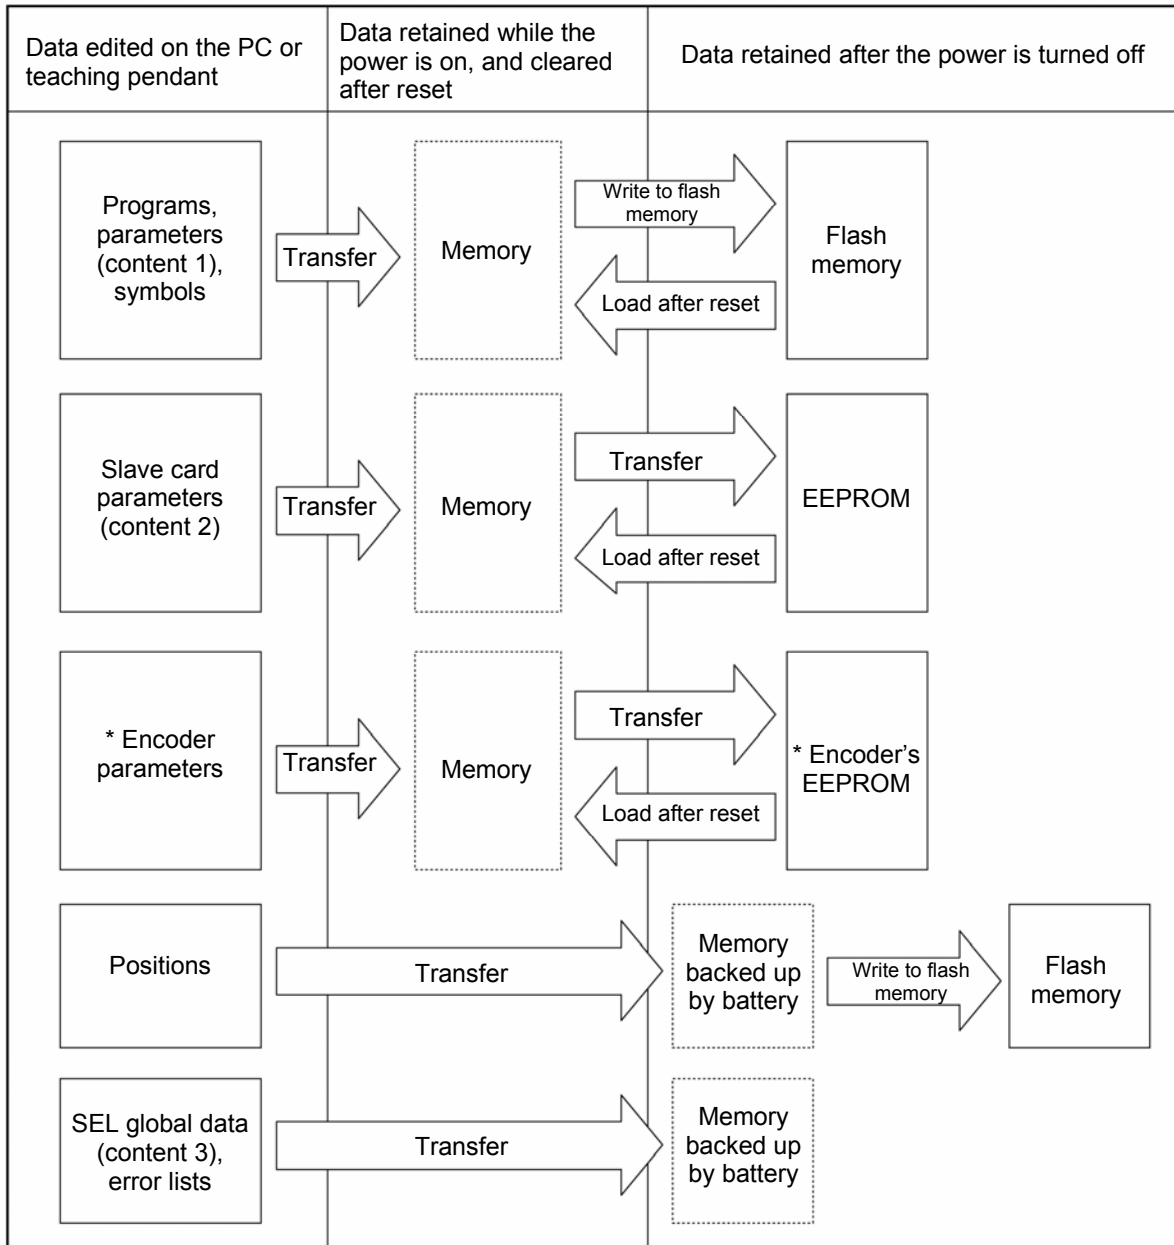 Data edited on the PC or
teaching pendant
Data retained while the
power is on, and cleared
after reset
Data retained after the power is turned off
Programs,
parameters
(content 1),
symbols
Transfer
Memory
Write to flash
memory
Load after reset
Flash
memory
Slave card
parameters
(content 2)
Transfer
Memory
Transfer
Load after reset
EEPROM
* Encoder
parameters
Transfer
Memory
Transfer
Load after reset
* Encoder’s
EEPROM
Positions
Transfer
Memory
backed up
by battery
Write to flash
memory
Flash
memory
SEL global data
(content 3),
error lists
Transfer
Memory
backed up
by battery